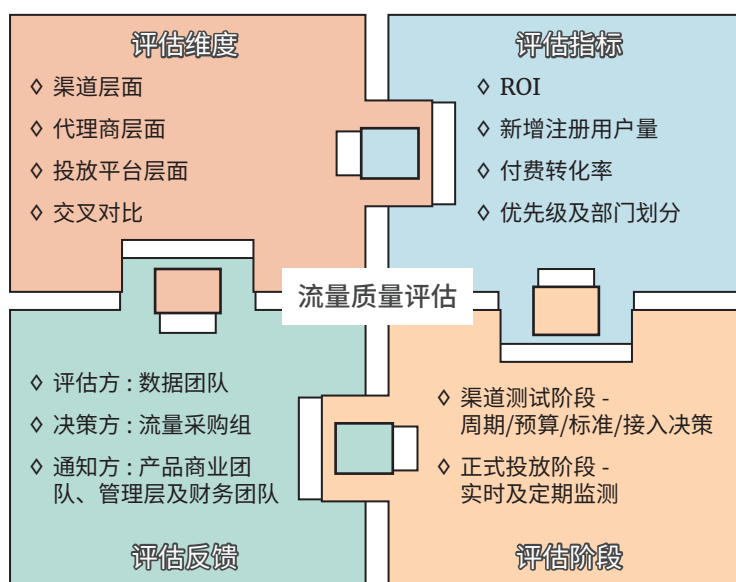 评估维度
◊ 渠道层面
◊ 代理商层面
◊ 投放平台层面
◊ 交叉对比
评估指标
◊ ROI
◊ 新增注册用户量
◊ 付费转化率
◊ 优先级及部门划分
流量质量评估
◊ 评估方 : 数据团队
◊ 决策方 : 流量采购组
◊ 通知方 : 产品商业团
队、管理层及财务团队
评估反馈
◊ 渠道测试阶段 -
周期/预算/标准/接入决策
◊ 正式投放阶段 -
实时及定期监测
评估阶段